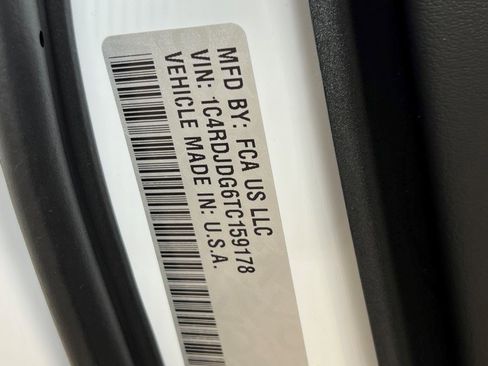 MFD BY: FCA US LLC
VIN: 1C4RDJDG6TC159178
VEHICLE MADE IN: U.S.A.